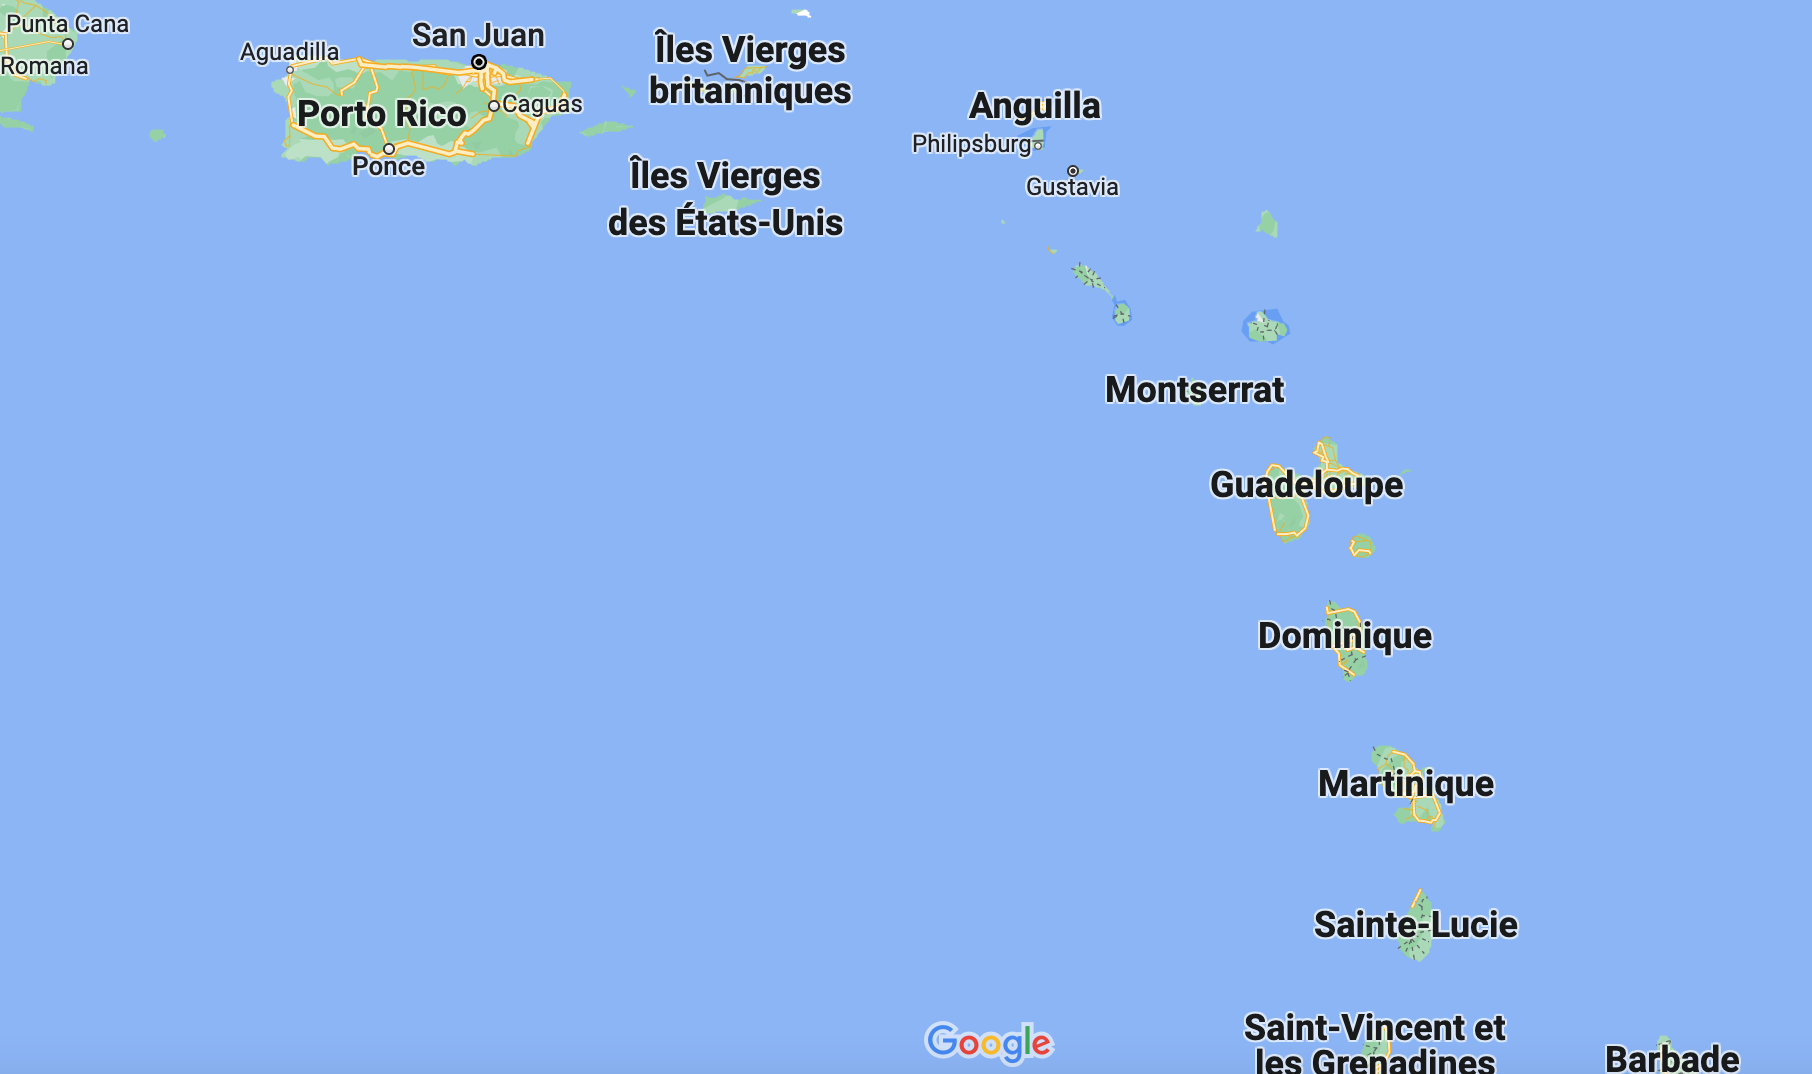 Punta Cana
Romana
Aguadilla
San Juan
Porto Rico
Caguas
Ponce
Îles Vierges
britanniques
Îles Vierges
des États-Unis
Anguilla
Philipsburg
Gustavia
Montserrat
Guadeloupe
Dominique
Martinique
Sainte-Lucie
Saint-Vincent et
les Grenadines
Barbade
Google